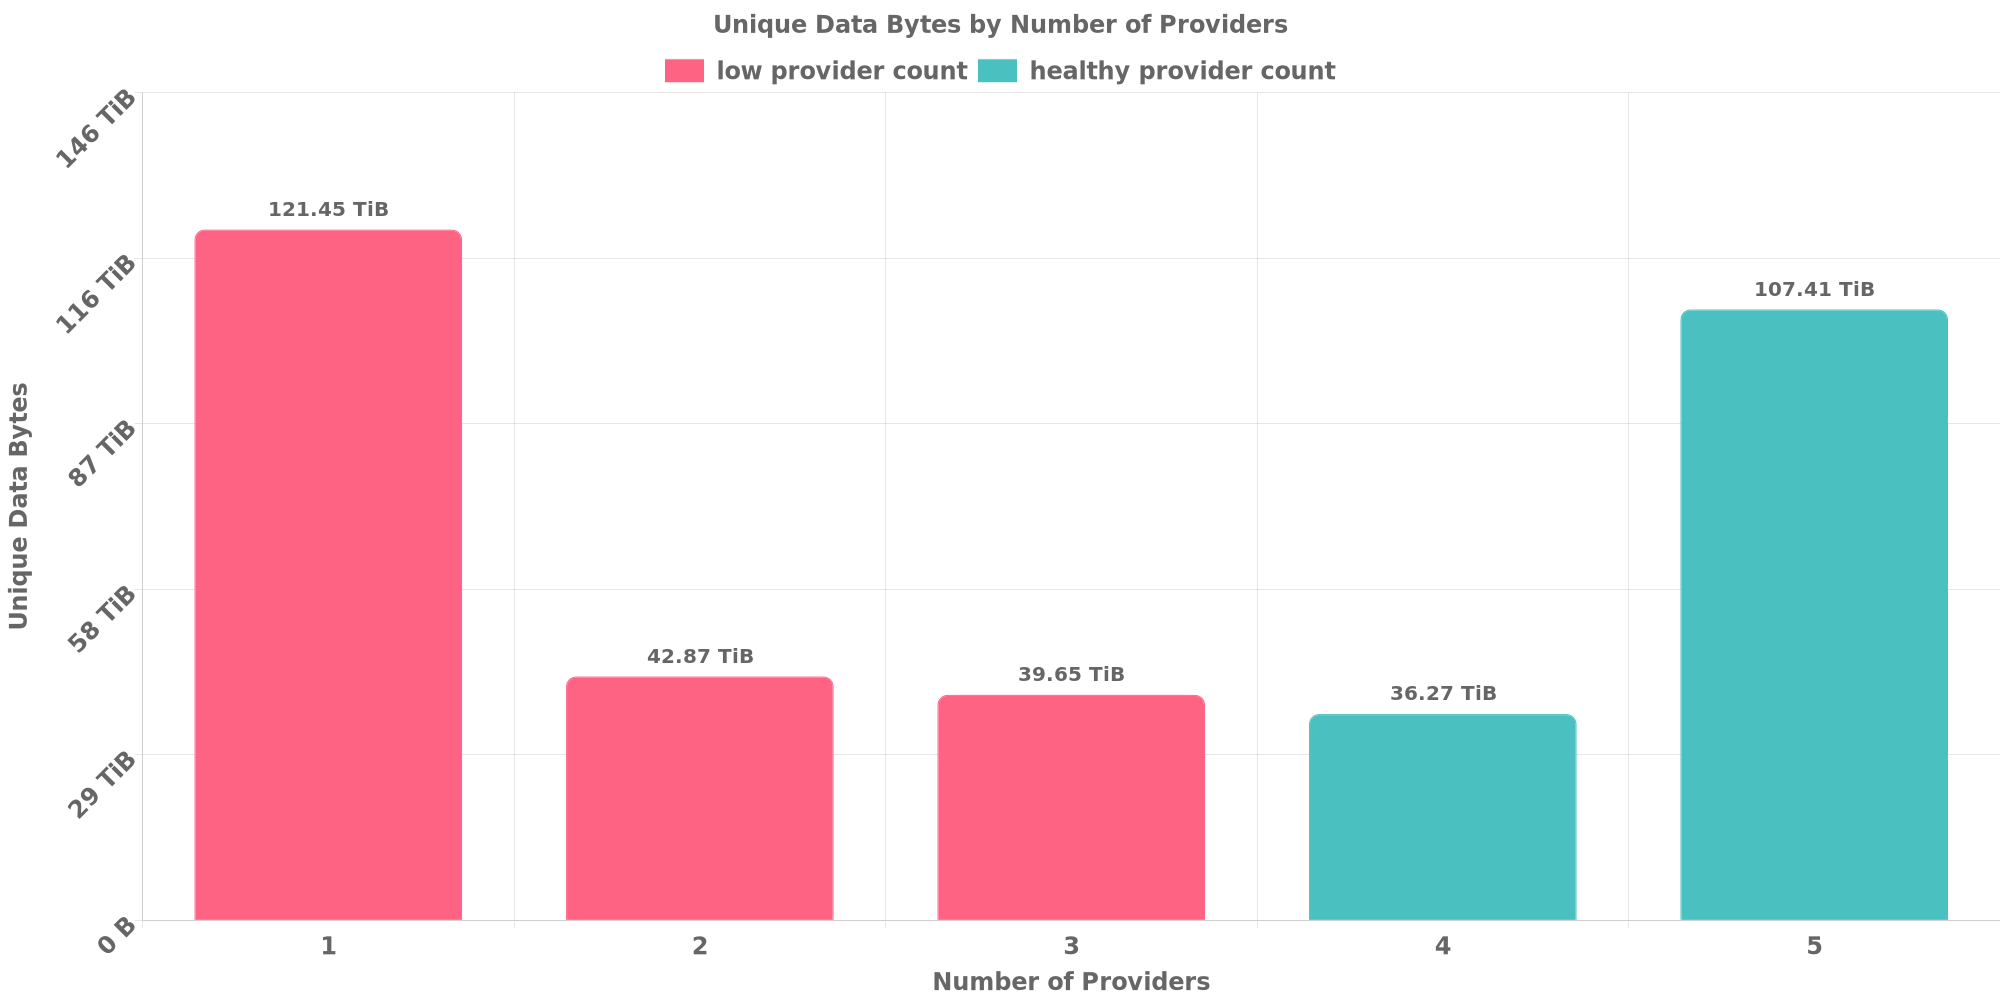 Unique Data Bytes by Number of Providers
low provider count healthy provider count
146 TiB
116 TiB
87 TiB
58 TiB
29 TiB
0 B
Unique Data Bytes
121.45 TiB
42.87 TiB
39.65 TiB
36.27 TiB
107.41 TiB
1 2 3 4 5
Number of Providers